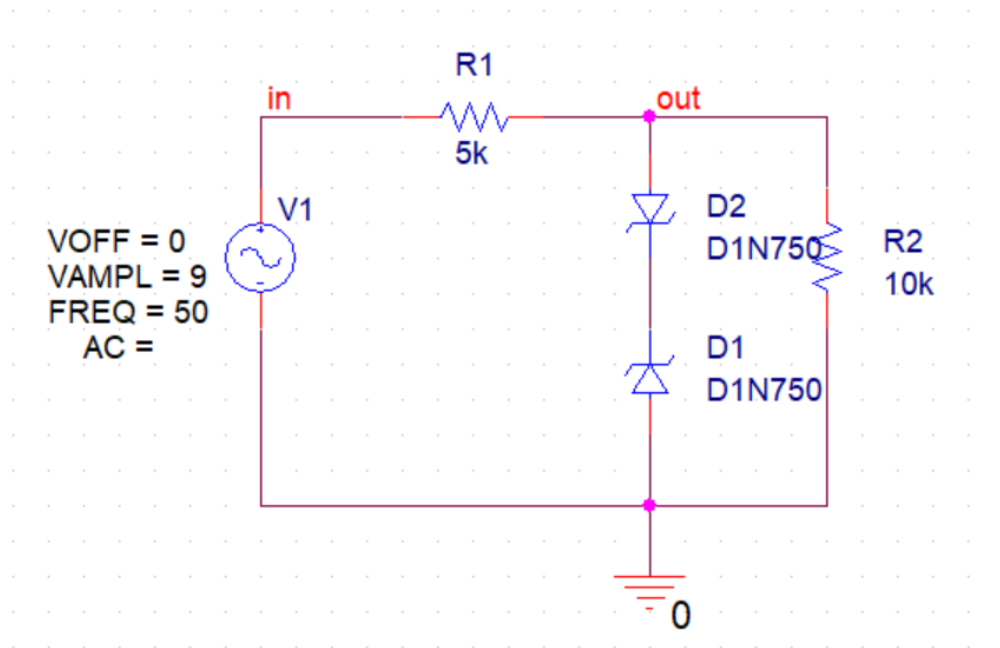 R1
in
out
5k
V1
VOFF = 0
VAMPL = 9
FREQ = 50
AC =
D2
D1N750
R2
10k
D1
D1N750
0